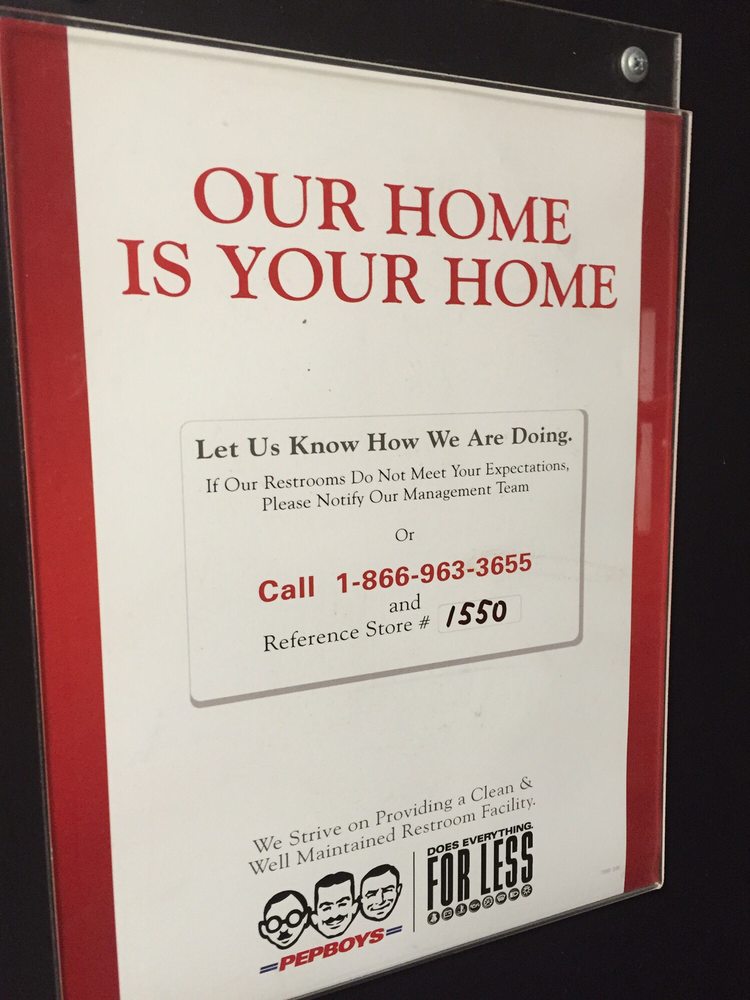 OUR HOME
IS YOUR HOME
Let Us Know How We Are Doing.
If Our Restrooms Do Not Meet Your Expectations,
Please Notify Our Management Team
Or
Call 1-866-963-3655
and
Reference Store # 1550
We Strive on Providing a Clean &
Well Maintained Restroom Facility.
PEPBOYS
DOES EVERYTHING.
FOR LESS